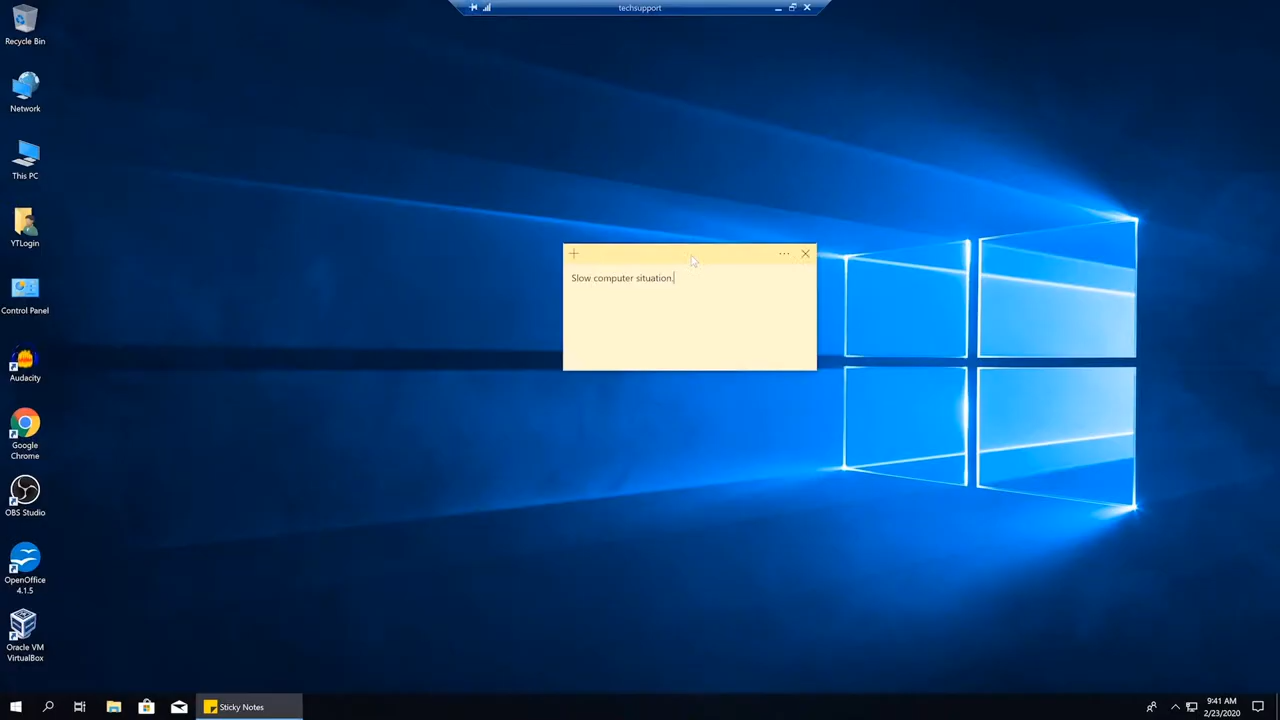 techsupport
Recycle Bin
Network
This PC
YTLogin
Control Panel
Audacity
Google
Chrome
OBS Studio
OpenOffice
4.1.5
Oracle VM
VirtualBox
Slow computer situation.
Sticky Notes
9:41 AM
2/23/2020